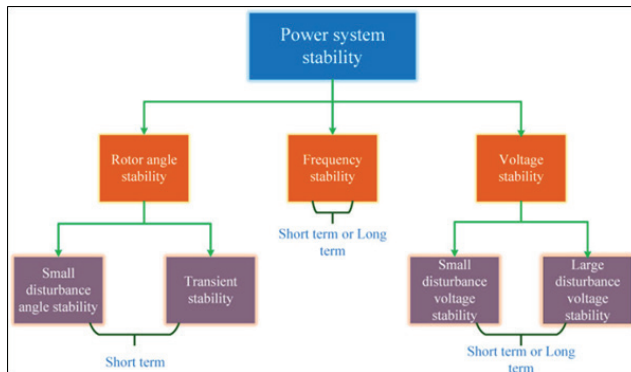 Power system
stability
Rotor angle
stability
Frequency
stability
Voltage
stability
Short term or Long
term
Small
disturbance
angle stability
Transient
stability
Small
disturbance
voltage
stability
Large
disturbance
voltage
stability
Short term
Short term or Long
term